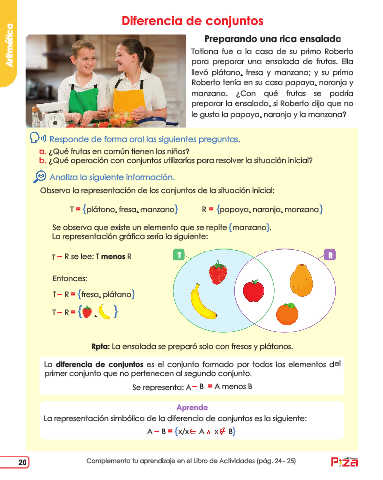 Aritmética
Diferencia de conjuntos
Preparando una rica ensalada
Tatiana fue a la casa de su primo Roberto
para preparar una ensalada de frutas. Ella
llevó plátano, fresa y manzana; y su primo
Roberto tenía en su casa papaya, naranja y
manzana. ¿Con qué frutas se podría
preparar la ensalada, si Roberto dijo que no
le gusta la papaya, naranja y la manzana?
Responde de forma oral las siguientes preguntas.
a. ¿Qué frutas en común tienen los niños?
b. ¿Qué operación con conjuntos utilizarías para resolver la situación inicial?
Analiza la siguiente información.
Observa la representación de los conjuntos de la situación inicial:
T = {plátano, fresa, manzana} R = {papaya, naranja, manzana}
Se observa que existe un elemento que se repite {manzana}.
La representación gráfica sería la siguiente:
T – R se lee: T menos R
T R
Entonces:
T – R = {fresa, plátano}
T – R = { , }
Rpta: La ensalada se preparó solo con fresas y plátanos.
La diferencia de conjuntos es el conjunto formado por todos los elementos del
primer conjunto que no pertenecen al segundo conjunto.
Se representa: A – B = A menos B
Aprende
La representación simbólica de la diferencia de conjuntos es la siguiente:
A – B = {x/x ∈ A ∧ x ∉ B}
20
Complementa tu aprendizaje en el Libro de Actividades (pág. 24– 25)